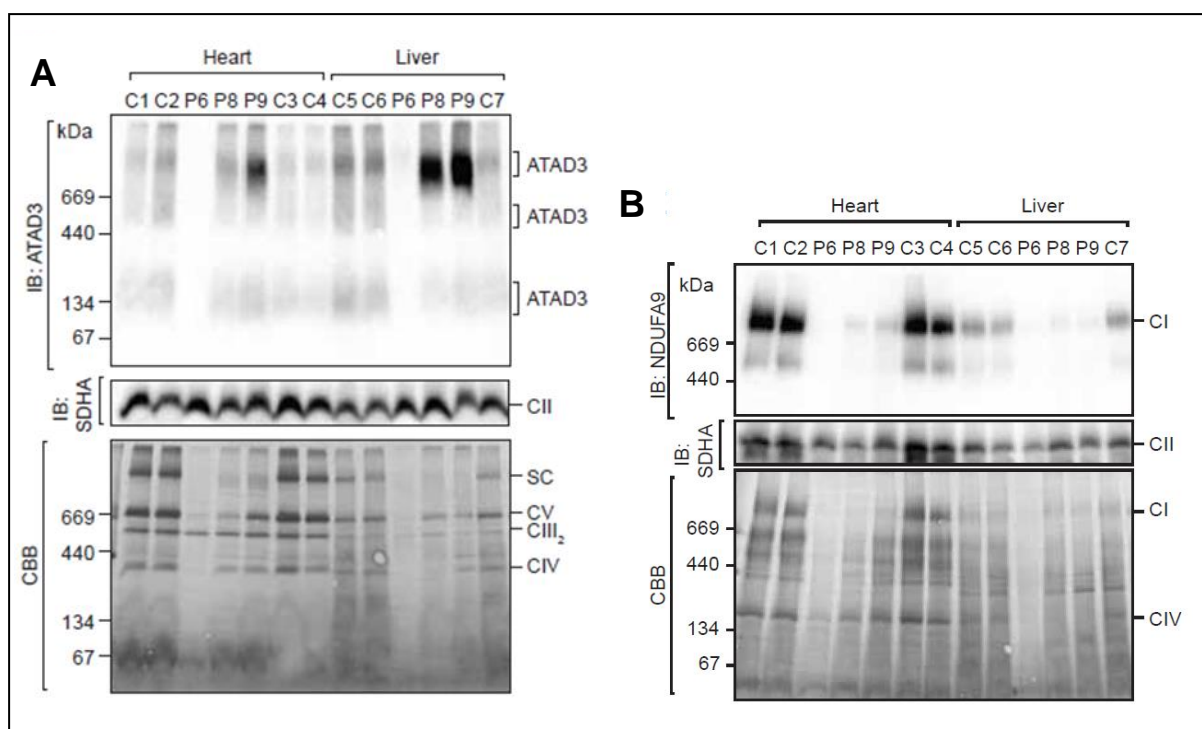 A
Heart Liver
C1 C2 P6 P8 P9 C3 C4 C5 C6 P6 P8 P9 C7
kDa
IB: ATAD3
ATAD3
669
ATAD3
440
134
ATAD3
67
IB: SDHA
CII
CBB
SC
669
CV
CIII2
440
CIV
134
67
B
Heart Liver
C1 C2 P6 P8 P9 C3 C4 C5 C6 P6 P8 P9 C7
kDa
IB: NDUFA9
CI
669
440
IB: SDHA
CII
CBB
CI
669
440
CIV
134
67